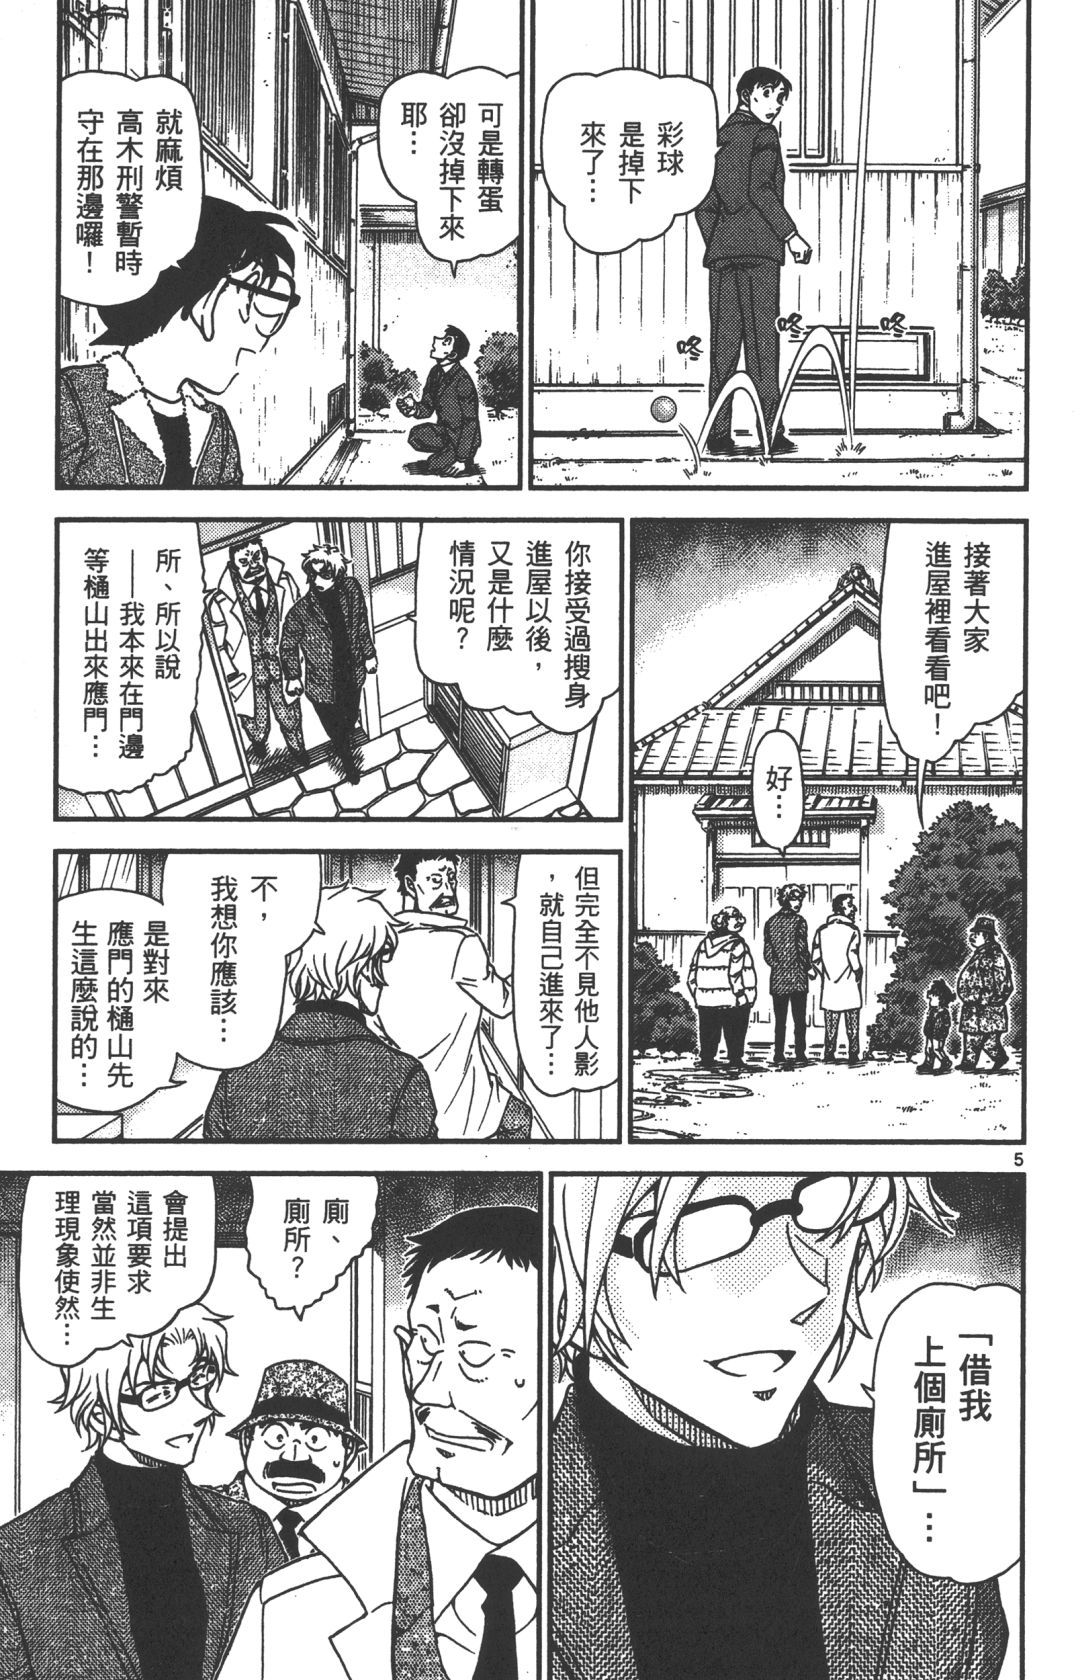 彩球
是掉下
來了…
咚
咚
咚
可是轉蛋
卻沒掉下來
耶…
就麻煩
高木刑警暫時
守在那邊囉！
接著大家
進屋裡看看吧！
好…
你接受過搜身
進屋以後，
又是什麼
情況呢？
所、所以說
——我本來在門邊
等樋山出來應門…
但完全不見他人影
，就自己進來了…
不，
我想你應該…
是對來
應門的樋山先
生這麼說的…
5
「借我
上個廁所」…
廁、
廁所？
會提出
這項要求
當然並非生
理現象使然…